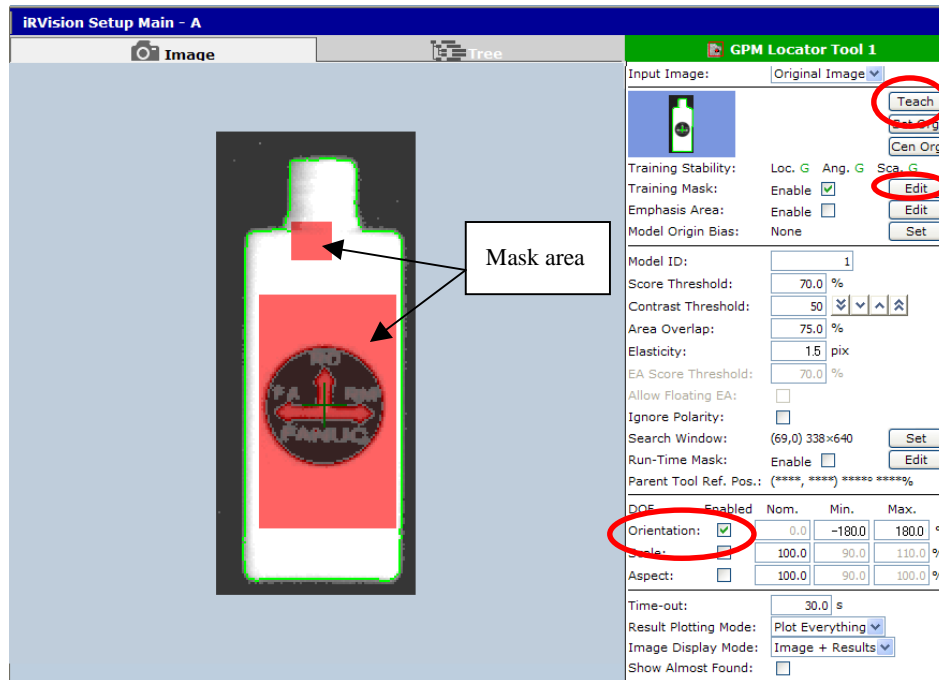 iRVision Setup Main - A
Image Tree
GPM Locator Tool 1
Input Image: Original Image
Teach
Set Org
Cen Org
Training Stability: Loc. G Ang. G Sca. G
Training Mask: Enable Edit
Emphasis Area: Enable Edit
Model Origin Bias: None Set
Mask area
Model ID: 1
Score Threshold: 70.0 %
Contrast Threshold: 50
Area Overlap: 75.0 %
Elasticity: 1.5 pix
EA Score Threshold: 70.0 %
Allow Floating EA:
Ignore Polarity:
Search Window: (69,0) 338×640 Set
Run-Time Mask: Enable Edit
Parent Tool Ref. Pos.: (****, ****) ****° ****%
DOF Enabled Nom. Min. Max.
Orientation: 0.0 -180.0 180.0 °
Scale: 100.0 90.0 110.0 %
Aspect: 100.0 90.0 100.0 %
Time-out: 30.0 s
Result Plotting Mode: Plot Everything
Image Display Mode: Image + Results
Show Almost Found:
FA
FANUC